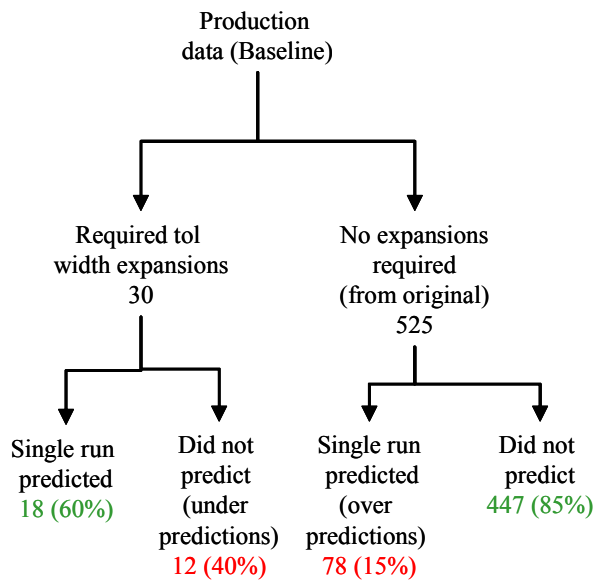 Production
data (Baseline)
Required tol
width expansions
30
No expansions
required
(from original)
525
Single run
predicted
18 (60%)
Did not
predict
(under
predictions)
12 (40%)
Single run
predicted
(over
predictions)
78 (15%)
Did not
predict
447 (85%)